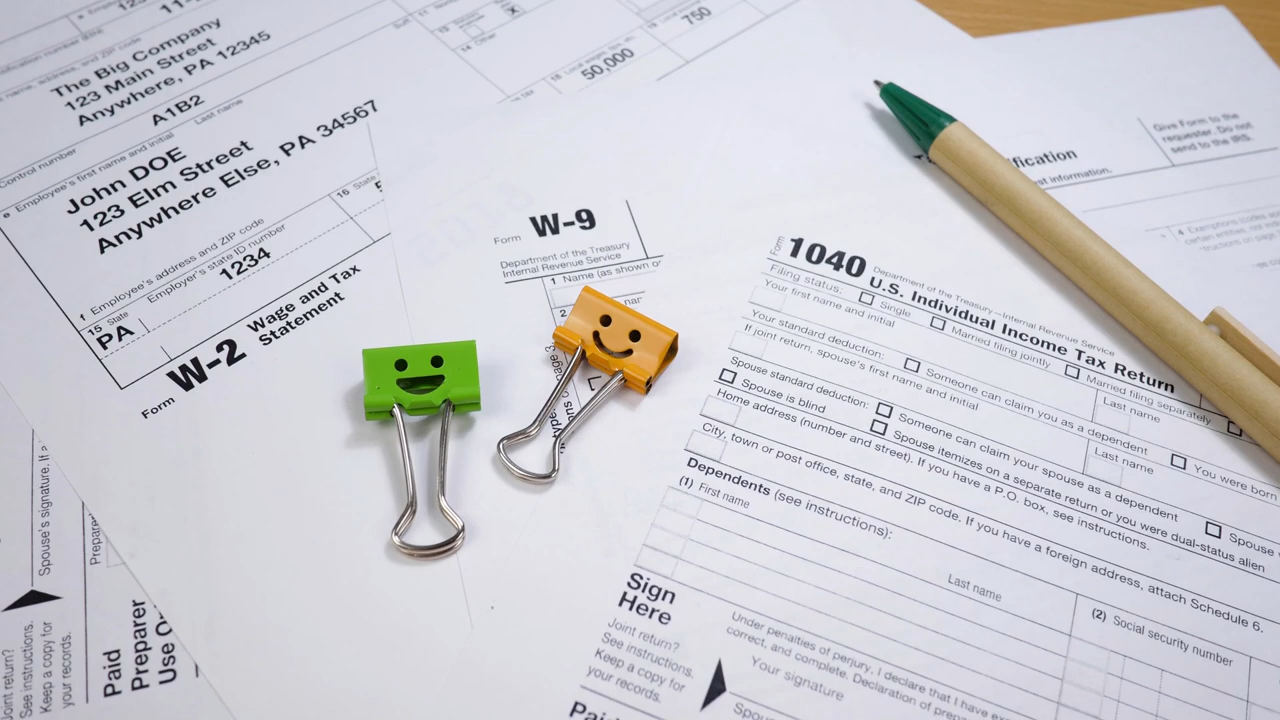 11-
The Big Company
123 Main Street
Anywhere, PA 12345
A1B2
Control number
Last name
Employee's first name and initial
John DOE
123 Elm Street
Anywhere Else, PA 34567
f Employee's address and ZIP code
15 State
Employer's state ID number
16 State
PA
1234
Form W-2 Wage and Tax
Statement
14 Other
18 Local wages
50,000
750
Form W-9
Department of the Treasury
Internal Revenue Service
1 Name (as shown
2
Give Form to the
requester. Do not
send to the IRS.
Form 1040 Department of the Treasury—Internal Revenue Service
U.S. Individual Income Tax Return
Filing status: Single Married filing jointly Married filing separately
Your first name and initial
Last name
Your standard deduction: Someone can claim you as a dependent You were born
If joint return, spouse's first name and initial
Last name
Spouse standard deduction: Someone can claim your spouse as a dependent Spouse
Spouse is blind Spouse itemizes on a separate return or you were dual-status alien
Home address (number and street). If you have a P.O. box, see instructions.
City, town or post office, state, and ZIP code. If you have a foreign address, attach Schedule 6.
Dependents (see instructions):
(1) First name
Last name
(2) Social security number
Sign
Here
Joint return?
See instructions.
Keep a copy for
your records.
Under penalties of perjury, I declare that I have
correct, and complete. Declaration of
Your signature
Spouse's signature. If
Joint return?
See instructions.
Keep a copy for
your records.
Paid
Preparer
Use